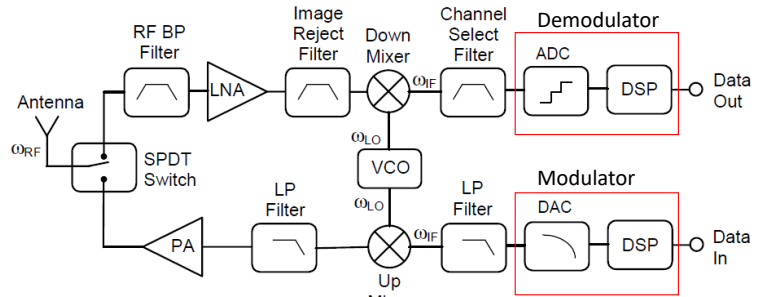 Demodulator
RF BP
Filter
LNA
Image
Reject
Filter
Down
Mixer
ωIF
Channel
Select
Filter
ADC
DSP
Data
Out
Antenna
ωRF
SPDT
Switch
ωLO
VCO
ωLO
PA
LP
Filter
Up
ωIF
LP
Filter
Modulator
DAC
DSP
Data
In